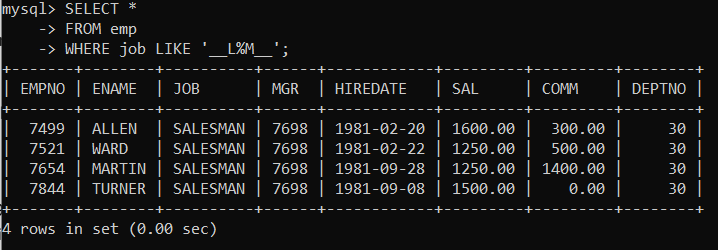 mysql> SELECT *
    -> FROM emp
    -> WHERE job LIKE '__L%M__';
+-------+--------+----------+------+------------+---------+---------+--------+
| EMPNO | ENAME  | JOB      | MGR  | HIREDATE   | SAL     | COMM    | DEPTNO |
+-------+--------+----------+------+------------+---------+---------+--------+
|  7499 | ALLEN  | SALESMAN | 7698 | 1981-02-20 | 1600.00 |  300.00 |     30 |
|  7521 | WARD   | SALESMAN | 7698 | 1981-02-22 | 1250.00 |  500.00 |     30 |
|  7654 | MARTIN | SALESMAN | 7698 | 1981-09-28 | 1250.00 | 1400.00 |     30 |
|  7844 | TURNER | SALESMAN | 7698 | 1981-09-08 | 1500.00 |    0.00 |     30 |
+-------+--------+----------+------+------------+---------+---------+--------+
4 rows in set (0.00 sec)